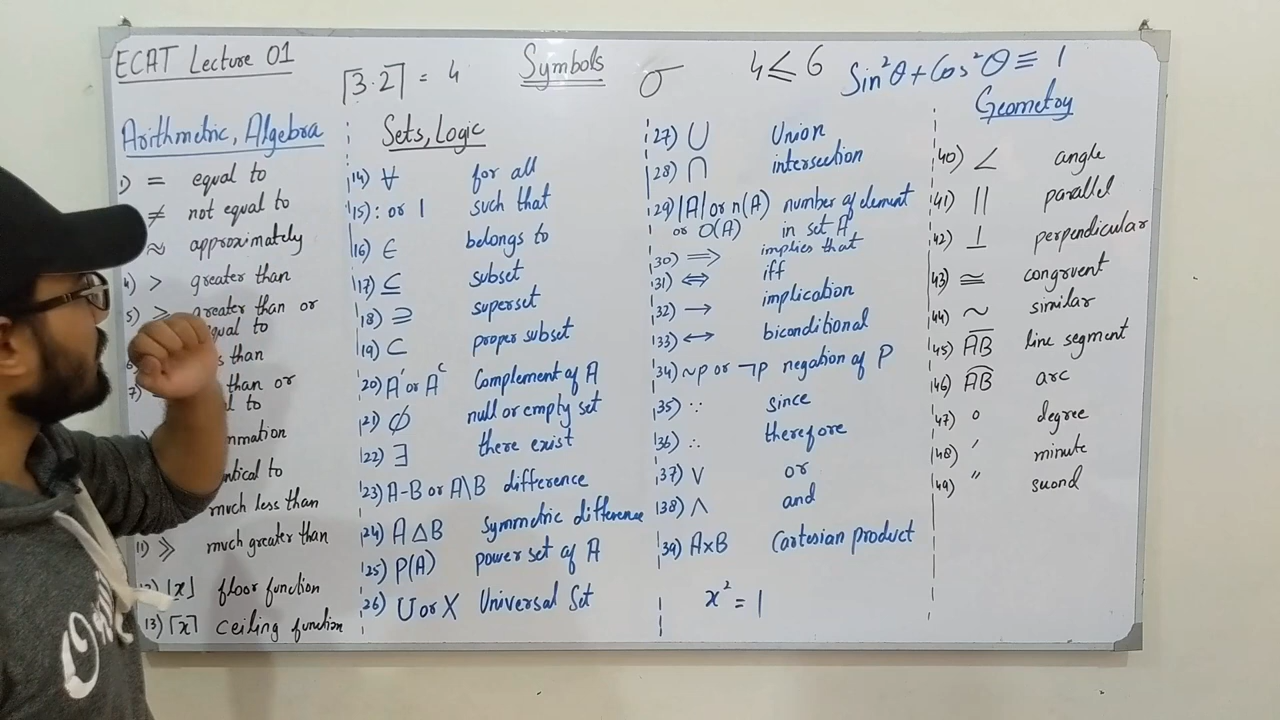 ECAT Lecture 01
⌈3.2⌉ = 4
Symbols
σ
4 ≤ 6
Sin²θ + Cos²θ ≡ 1
Arithmetric, Algebra
1) = equal to
≠ not equal to
≈ approximately
4) > greater than
5) ≥ greater than or
equal to
than
7) than or
to
identical to
much less than
11) ≫ much greater than
12) ⌊x⌋ floor function
13) ⌈x⌉ ceiling function
Sets, Logic
14) ∀ for all
15) : or | such that
16) ∈ belongs to
17) ⊆ subset
18) ⊇ superset
19) ⊂ proper subset
20) A' or Aᶜ Complement of A
21) ∅ null or empty set
22) ∃ there exist
23) A-B or A\B difference
24) A △ B symmetric difference
25) P(A) power set of A
26) U or X Universal Set
27) ∪ Union
28) ∩ intersection
29) |A| or n(A) number of element
or O(A) in set A
30) ⟹ implies that
31) ⟺ iff
32) → implication
33) ↔ biconditional
34) ~p or ¬p negation of P
35) ∵ since
36) ∴ therefore
37) ∨ or
38) ∧ and
39) A×B Cartesian product
x² = 1
Geometry
40) ∠ angle
41) || parallel
42) ⊥ perpendicular
43) ≅ congruent
44) ~ similar
45) A̅B̅ line segment
46) A͡B arc
47) ° degree
48) ′ minute
49) ″ suond